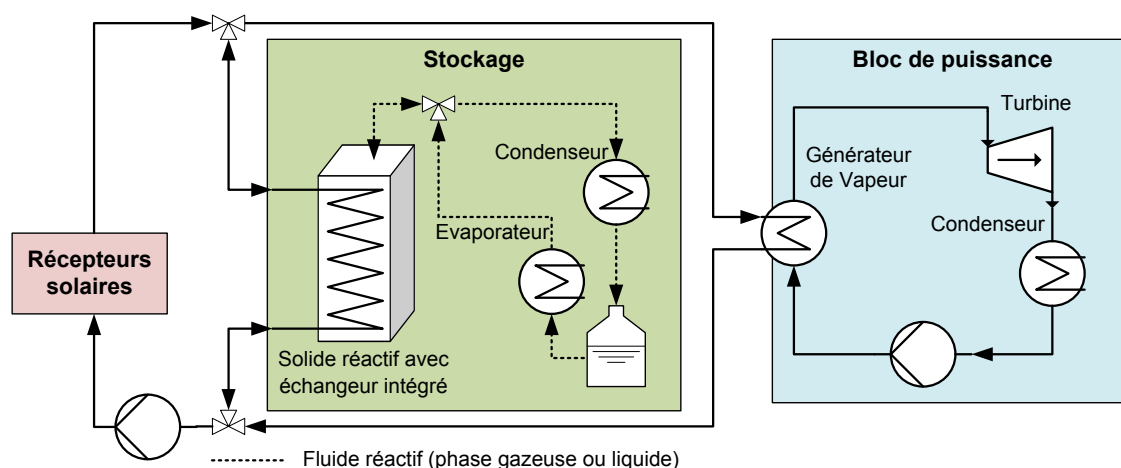 Stockage
Bloc de puissance
Turbine
Condenseur
Générateur
de Vapeur
Evaporateur
Condenseur
Récepteurs
solaires
Solide réactif avec
échangeur intégré
Fluide réactif (phase gazeuse ou liquide)